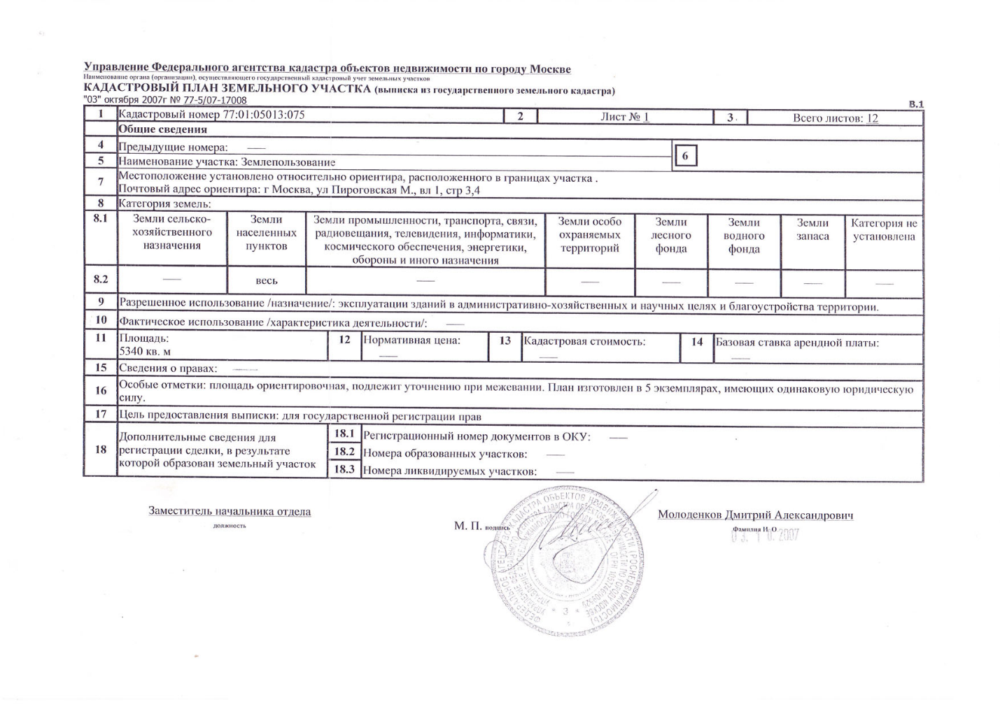 Управление Федерального агентства кадастра объектов недвижимости по городу Москве
Наименование органа (организации), осуществляющего государственный кадастровый учет земельных участков
КАДАСТРОВЫЙ ПЛАН ЗЕМЕЛЬНОГО УЧАСТКА (выписка из государственного земельного кадастра)
"03" октября 2007г № 77-5/07-17008
В.1
1 Кадастровый номер 77:01:05013:075 2 Лист № 1 3 Всего листов: 12
Общие сведения
4 Предыдущие номера: —
6
5 Наименование участка: Землепользование
7 Местоположение установлено относительно ориентира, расположенного в границах участка .
Почтовый адрес ориентира: г Москва, ул Пироговская М., вл 1, стр 3,4
8 Категория земель:
8.1 Земли сельско- Земли Земли промышленности, транспорта, связи, Земли особо Земли Земли Земли Категория не
хозяйственного населенных радиовещания, телевидения, информатики, охраняемых лесного водного запаса установлена
назначения пунктов космического обеспечения, энергетики, территорий фонда фонда
обороны и иного назначения
8.2 — весь — — — — — —
9 Разрешенное использование /назначение/: эксплуатации зданий в административно-хозяйственных и научных целях и благоустройства территории.
10 Фактическое использование /характеристика деятельности/: —
11 Площадь: 12 Нормативная цена: 13 Кадастровая стоимость: 14 Базовая ставка арендной платы:
5340 кв. м — — —
15 Сведения о правах: —
16 Особые отметки: площадь ориентировочная, подлежит уточнению при межевании. План изготовлен в 5 экземплярах, имеющих одинаковую юридическую
силу.
17 Цель предоставления выписки: для государственной регистрации прав
18 Дополнительные сведения для
регистрации сделки, в результате
которой образован земельный участок
18.1 Регистрационный номер документов в ОКУ: —
18.2 Номера образованных участков: —
18.3 Номера ликвидируемых участков: —
Заместитель начальника отдела
должность
М. П. подпись
Молоденков Дмитрий Александрович
Фамилия И. О
03. 10. 2007
ФЕДЕРАЛЬНОЕ АГЕНТСТВО КАДАСТРА ОБЪЕКТОВ НЕДВИЖИМОСТИ (РОСНЕДВИЖИМОСТЬ)
* 3 *